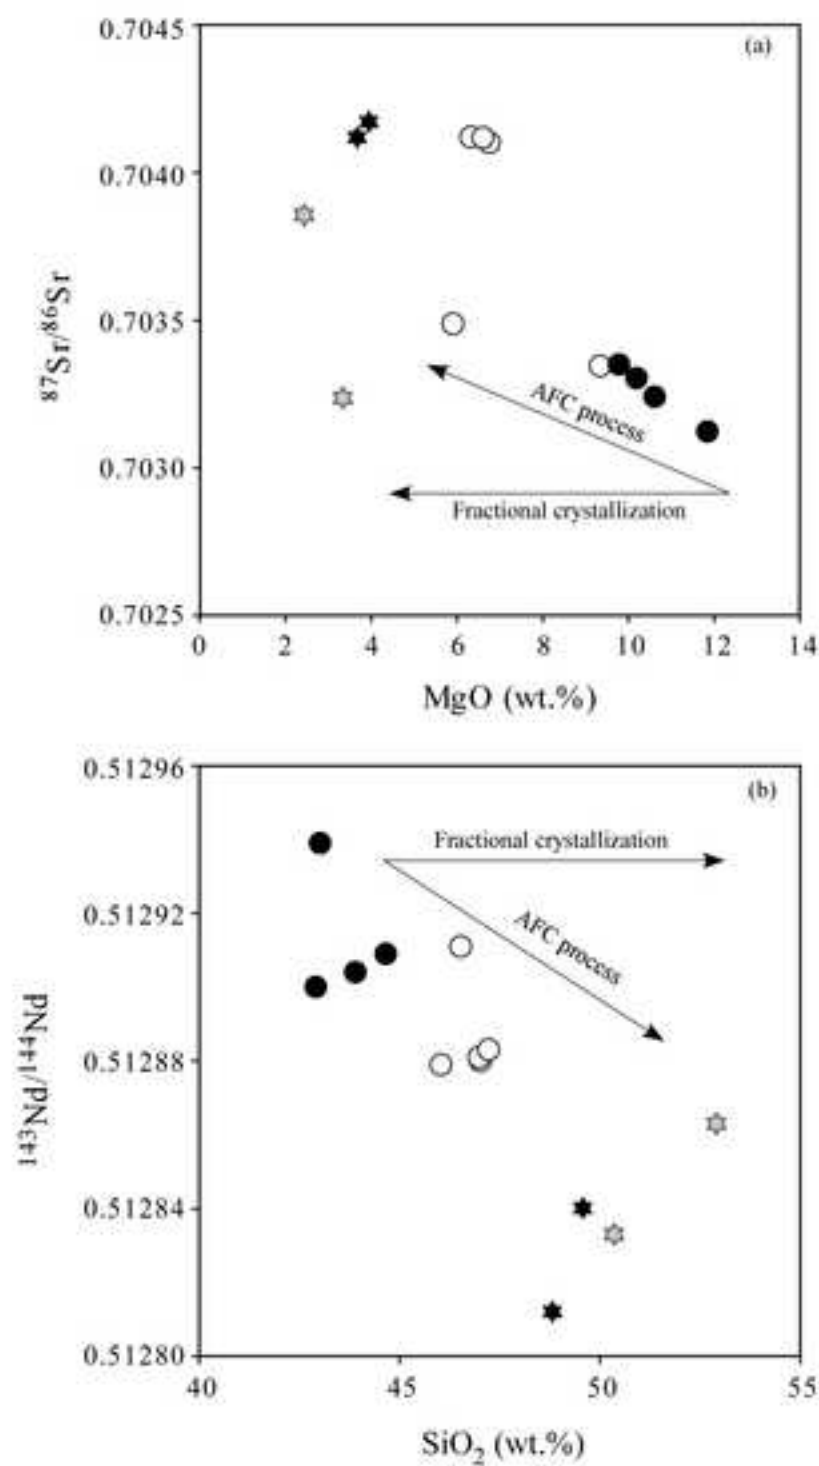 (a)
0.7045
0.7040
0.7035
0.7030
0.7025
⁸⁷Sr/⁸⁶Sr
AFC process
Fractional crystallization
0 2 4 6 8 10 12 14
MgO (wt.%)
(b)
0.51296
0.51292
0.51288
0.51284
0.51280
¹⁴³Nd/¹⁴⁴Nd
Fractional crystallization
AFC process
40 45 50 55
SiO₂ (wt.%)